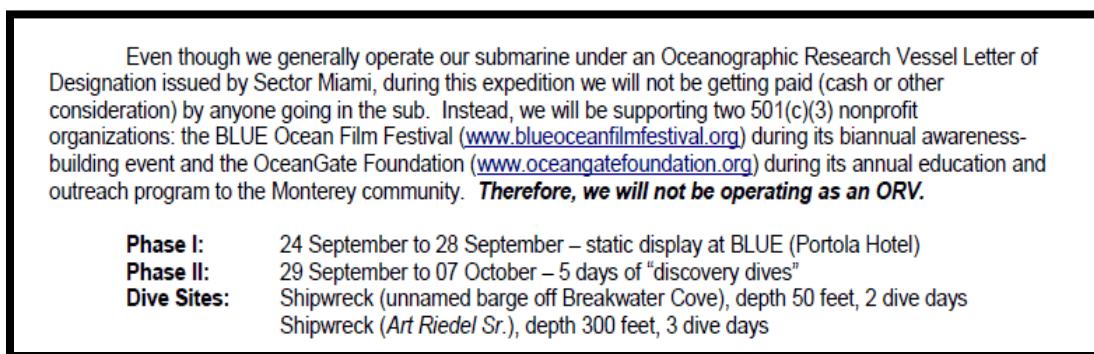 Even though we generally operate our submarine under an Oceanographic Research Vessel Letter of
Designation issued by Sector Miami, during this expedition we will not be getting paid (cash or other
consideration) by anyone going in the sub.  Instead, we will be supporting two 501(c)(3) nonprofit
organizations: the BLUE Ocean Film Festival (www.blueoceanfilmfestival.org) during its biannual awareness-
building event and the OceanGate Foundation (www.oceangatefoundation.org) during its annual education and
outreach program to the Monterey community.  Therefore, we will not be operating as an ORV.
Phase I: 24 September to 28 September – static display at BLUE (Portola Hotel)
Phase II: 29 September to 07 October – 5 days of “discovery dives”
Dive Sites: Shipwreck (unnamed barge off Breakwater Cove), depth 50 feet, 2 dive days
Shipwreck (Art Riedel Sr.), depth 300 feet, 3 dive days